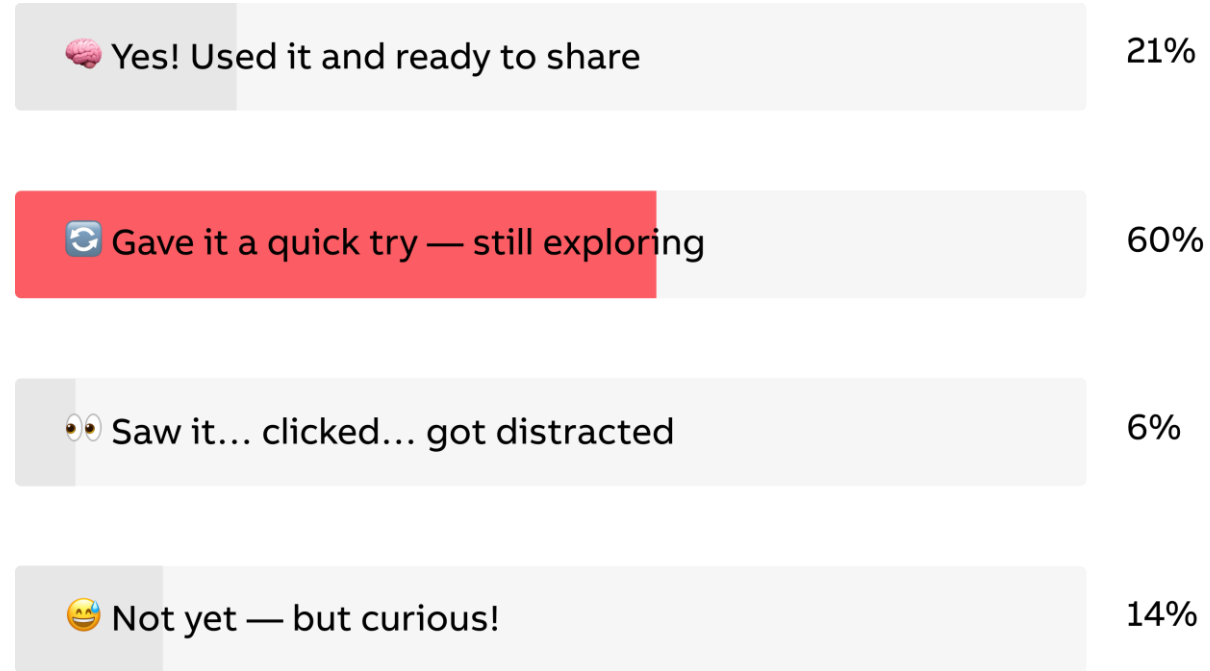 🧠 Yes! Used it and ready to share 21%
🔄 Gave it a quick try — still exploring 60%
👀 Saw it… clicked… got distracted 6%
😅 Not yet — but curious! 14%